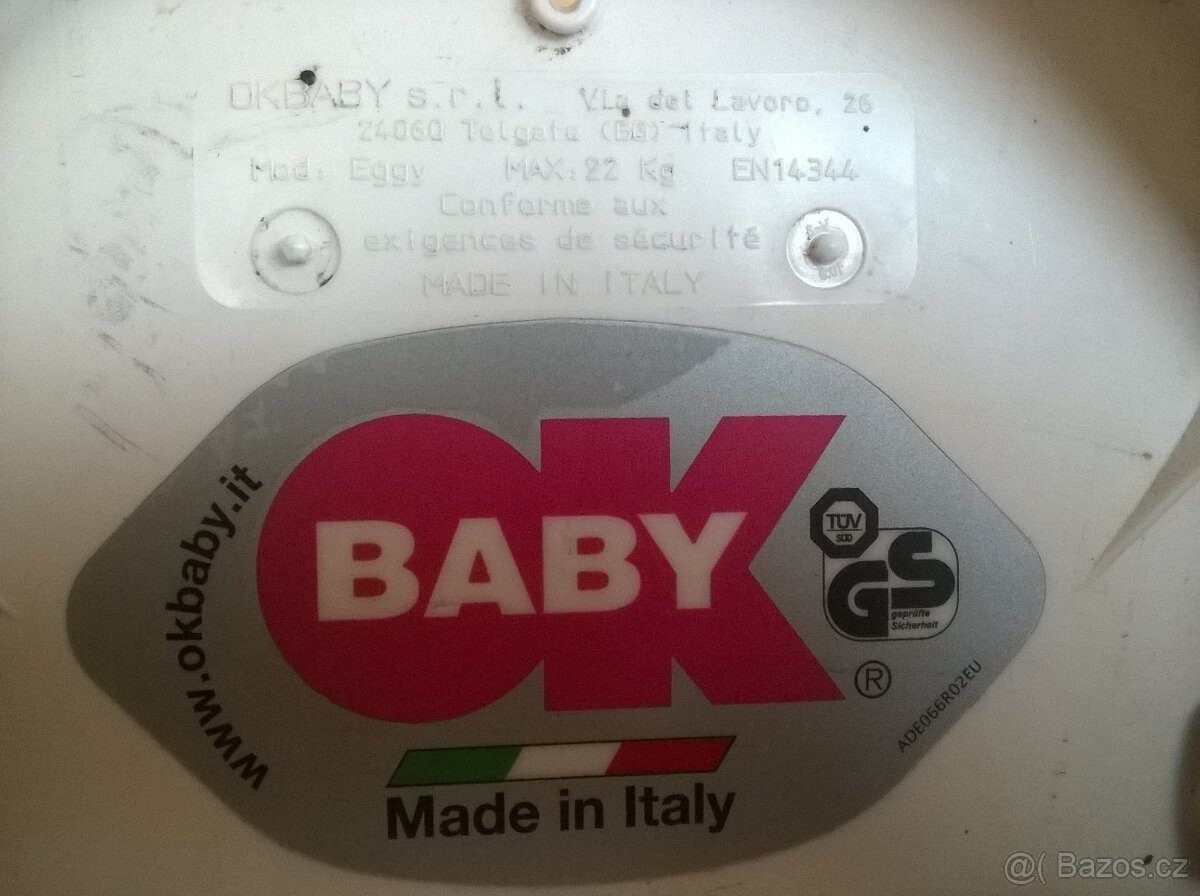 OKBABY s.r.l. Via del Lavoro, 26
24060 Telgate (BG) Italy
Mod: Eggy MAX.22 Kg EN14344
Conforme aux
exigences de sécurité
MADE IN ITALY
www.okbaby.it
OK
BABY
TÜV
SÜD
GS
geprüfte
Sicherheit
®
ADE066R02EU
Made in Italy
@( Bazos.cz